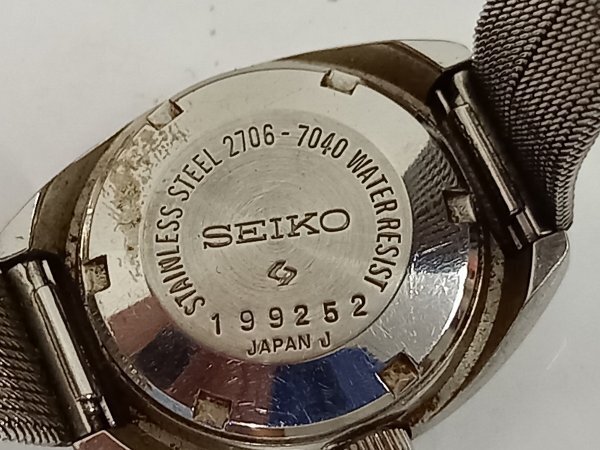 STAINLESS STEEL 2706-7040 WATER RESIST
SEIKO
199252
JAPAN J